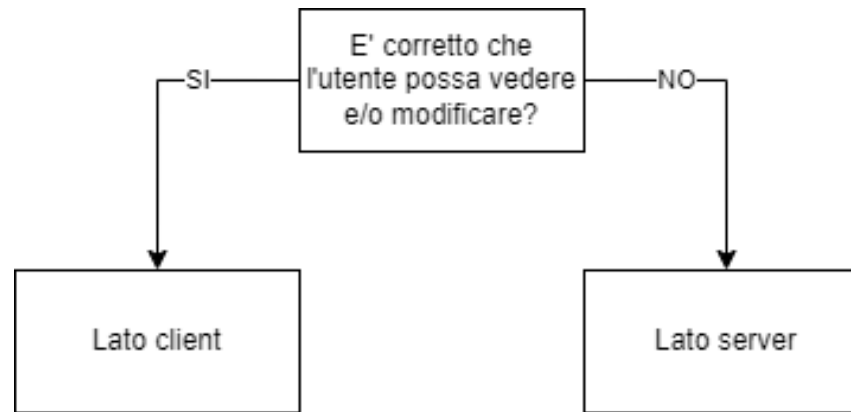 E' corretto che
l'utente possa vedere
e/o modificare?
SI
NO
Lato client
Lato server